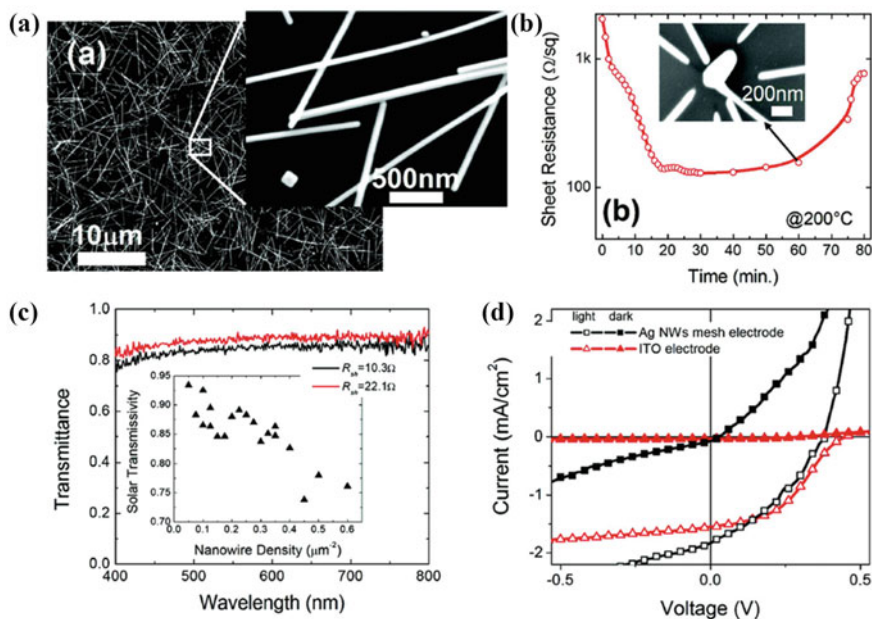 (a)
(a)
10μm
500nm
(b)
Sheet Resistance (Ω/sq)
1k
100
200nm
(b)
@200°C
0 10 20 30 40 50 60 70 80
Time (min.)
(c)
Transmittance
1.0
0.8
0.6
0.4
0.2
0.0
Rsh=10.3Ω
Rsh=22.1Ω
Solar Transmissivity
0.95
0.90
0.85
0.80
0.75
0.70
0.0 0.1 0.2 0.3 0.4 0.5 0.6
Nanowire Density (μm-2)
400 500 600 700 800
Wavelength (nm)
(d)
Current (mA/cm2)
2
1
0
-1
-2
light dark
Ag NWs mesh electrode
ITO electrode
-0.5 0.0 0.5
Voltage (V)